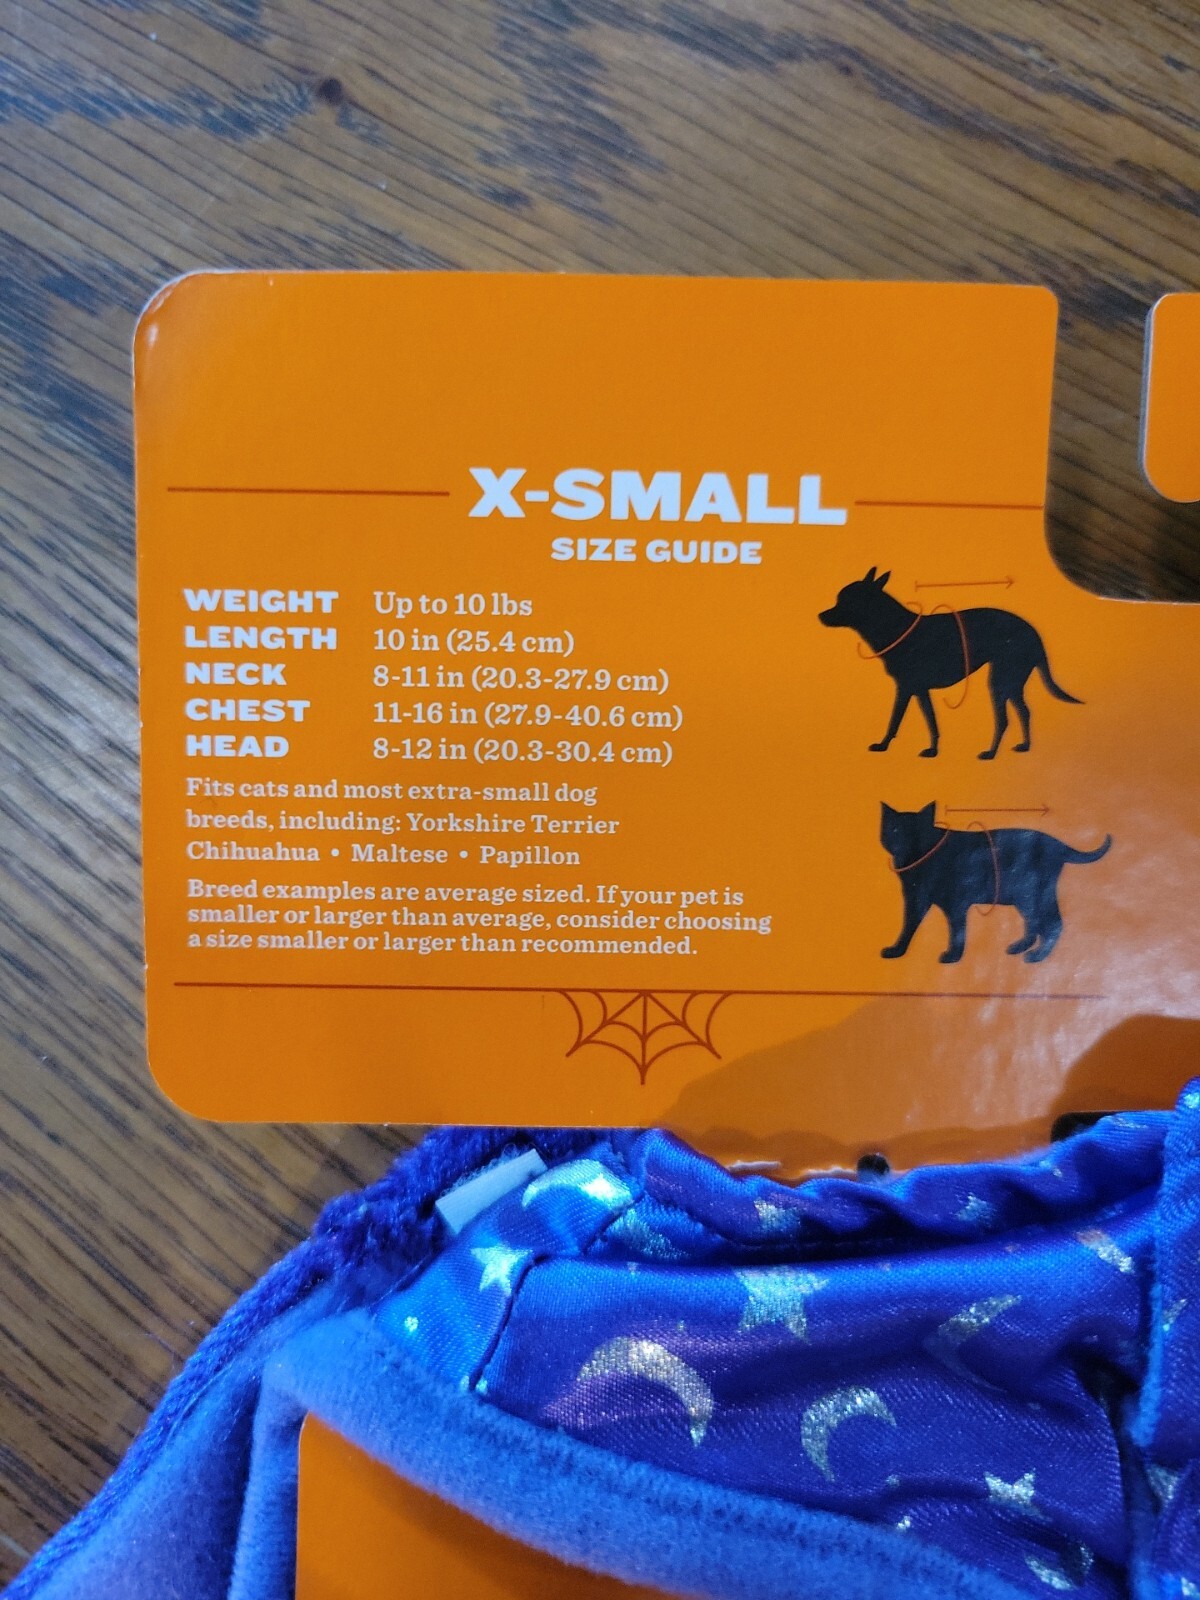 X-SMALL
SIZE GUIDE
WEIGHT Up to 10 lbs
LENGTH 10 in (25.4 cm)
NECK 8-11 in (20.3-27.9 cm)
CHEST 11-16 in (27.9-40.6 cm)
HEAD 8-12 in (20.3-30.4 cm)
Fits cats and most extra-small dog
breeds, including: Yorkshire Terrier
Chihuahua • Maltese • Papillon
Breed examples are average sized. If your pet is
smaller or larger than average, consider choosing
a size smaller or larger than recommended.